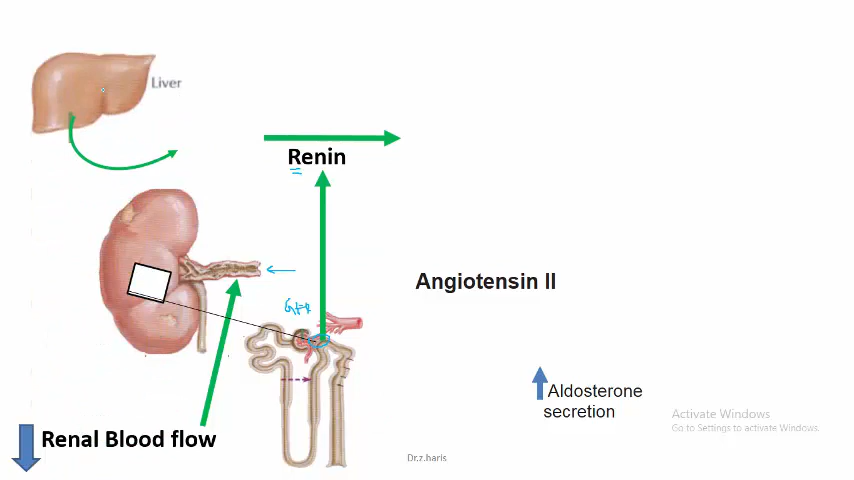 Liver
Renin
Angiotensin II
Aldosterone
secretion
Activate Windows
Go to Settings to activate Windows.
Renal Blood flow
Dr.z.haris